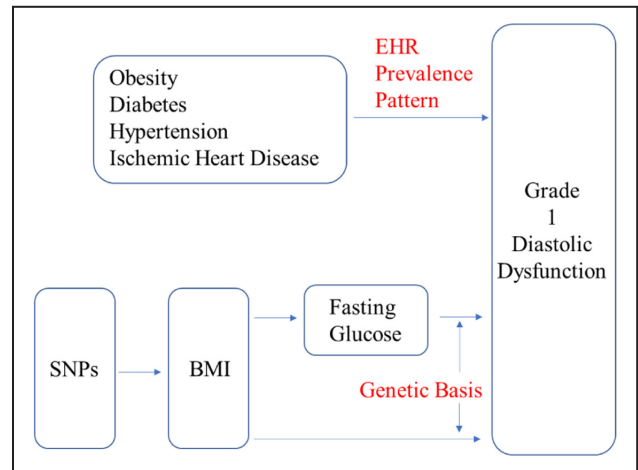 EHR
Prevalence
Pattern
Obesity
Diabetes
Hypertension
Ischemic Heart Disease
Grade
1
Diastolic
Dysfunction
SNPs
BMI
Fasting
Glucose
Genetic Basis